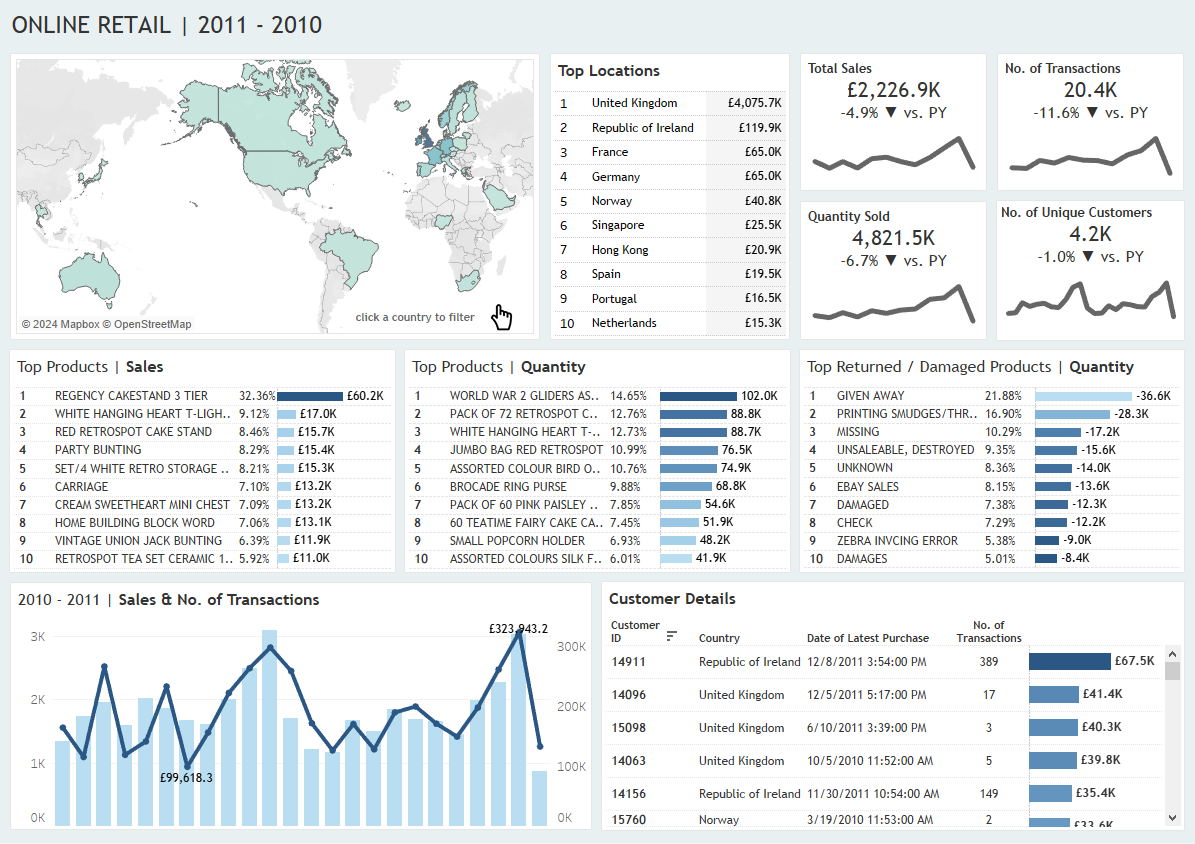 ONLINE RETAIL | 2011 - 2010
© 2024 Mapbox © OpenStreetMap
click a country to filter
Top Locations
1 United Kingdom £4,075.7K
2 Republic of Ireland £119.9K
3 France £65.0K
4 Germany £65.0K
5 Norway £40.8K
6 Singapore £25.5K
7 Hong Kong £20.9K
8 Spain £19.5K
9 Portugal £16.5K
10 Netherlands £15.3K
Total Sales
£2,226.9K
-4.9% ▼ vs. PY
No. of Transactions
20.4K
-11.6% ▼ vs. PY
Quantity Sold
4,821.5K
-6.7% ▼ vs. PY
No. of Unique Customers
4.2K
-1.0% ▼ vs. PY
Top Products | Sales
1 REGENCY CAKESTAND 3 TIER 32.36% £60.2K
2 WHITE HANGING HEART T-LIGH.. 9.12% £17.0K
3 RED RETROSPOT CAKE STAND 8.46% £15.7K
4 PARTY BUNTING 8.29% £15.4K
5 SET/4 WHITE RETRO STORAGE .. 8.21% £15.3K
6 CARRIAGE 7.10% £13.2K
7 CREAM SWEETHEART MINI CHEST 7.09% £13.2K
8 HOME BUILDING BLOCK WORD 7.06% £13.1K
9 VINTAGE UNION JACK BUNTING 6.39% £11.9K
10 RETROSPOT TEA SET CERAMIC 1.. 5.92% £11.0K
Top Products | Quantity
1 WORLD WAR 2 GLIDERS AS.. 14.65% 102.0K
2 PACK OF 72 RETROSPOT C.. 12.76% 88.8K
3 WHITE HANGING HEART T-.. 12.73% 88.7K
4 JUMBO BAG RED RETROSPOT 10.99% 76.5K
5 ASSORTED COLOUR BIRD O.. 10.76% 74.9K
6 BROCADE RING PURSE 9.88% 68.8K
7 PACK OF 60 PINK PAISLEY .. 7.85% 54.6K
8 60 TEATIME FAIRY CAKE CA.. 7.45% 51.9K
9 SMALL POPCORN HOLDER 6.93% 48.2K
10 ASSORTED COLOURS SILK F.. 6.01% 41.9K
Top Returned / Damaged Products | Quantity
1 GIVEN AWAY 21.88% -36.6K
2 PRINTING SMUDGES/THR.. 16.90% -28.3K
3 MISSING 10.29% -17.2K
4 UNSALEABLE, DESTROYED 9.35% -15.6K
5 UNKNOWN 8.36% -14.0K
6 EBAY SALES 8.15% -13.6K
7 DAMAGED 7.38% -12.3K
8 CHECK 7.29% -12.2K
9 ZEBRA INVCING ERROR 5.38% -9.0K
10 DAMAGES 5.01% -8.4K
2010 - 2011 | Sales & No. of Transactions
£323,943.2
3K 300K
2K 200K
1K 100K
£99,618.3
0K 0K
Customer Details
Customer ID Country Date of Latest Purchase No. of Transactions
14911 Republic of Ireland 12/8/2011 3:54:00 PM 389 £67.5K
14096 United Kingdom 12/5/2011 5:17:00 PM 17 £41.4K
15098 United Kingdom 6/10/2011 3:39:00 PM 3 £40.3K
14063 United Kingdom 10/5/2010 11:52:00 AM 5 £39.8K
14156 Republic of Ireland 11/30/2011 10:54:00 AM 149 £35.4K
15760 Norway 3/19/2010 11:53:00 AM 2 £33.6K